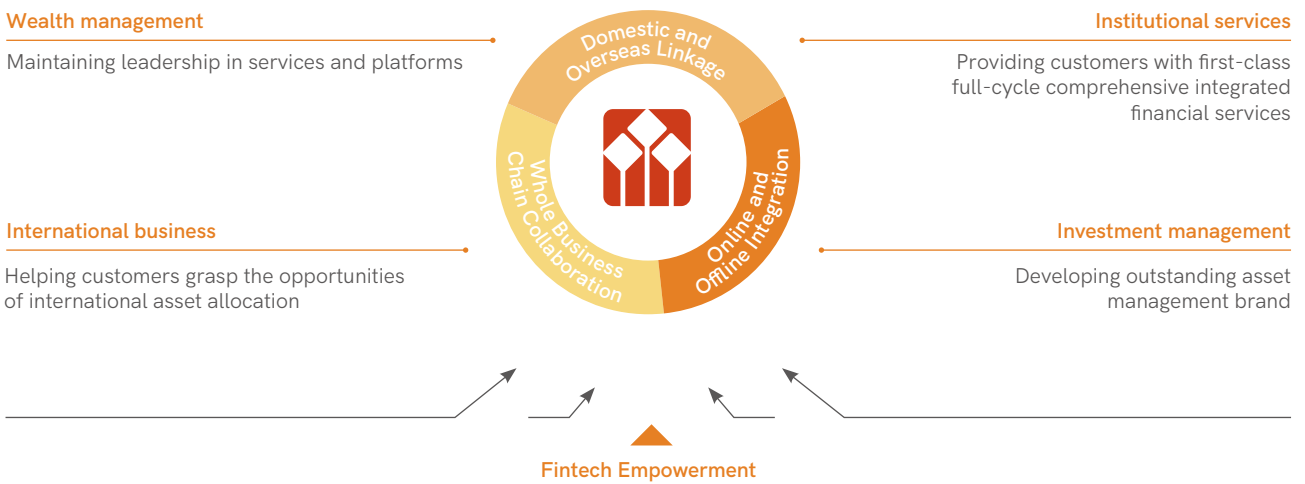 Wealth management
Maintaining leadership in services and platforms
Domestic and
Overseas Linkage
Institutional services
Providing customers with first-class
full-cycle comprehensive integrated
financial services
Whole Business
Chain Collaboration
Online and
Offline Integration
International business
Helping customers grasp the opportunities
of international asset allocation
Investment management
Developing outstanding asset
management brand
Fintech Empowerment